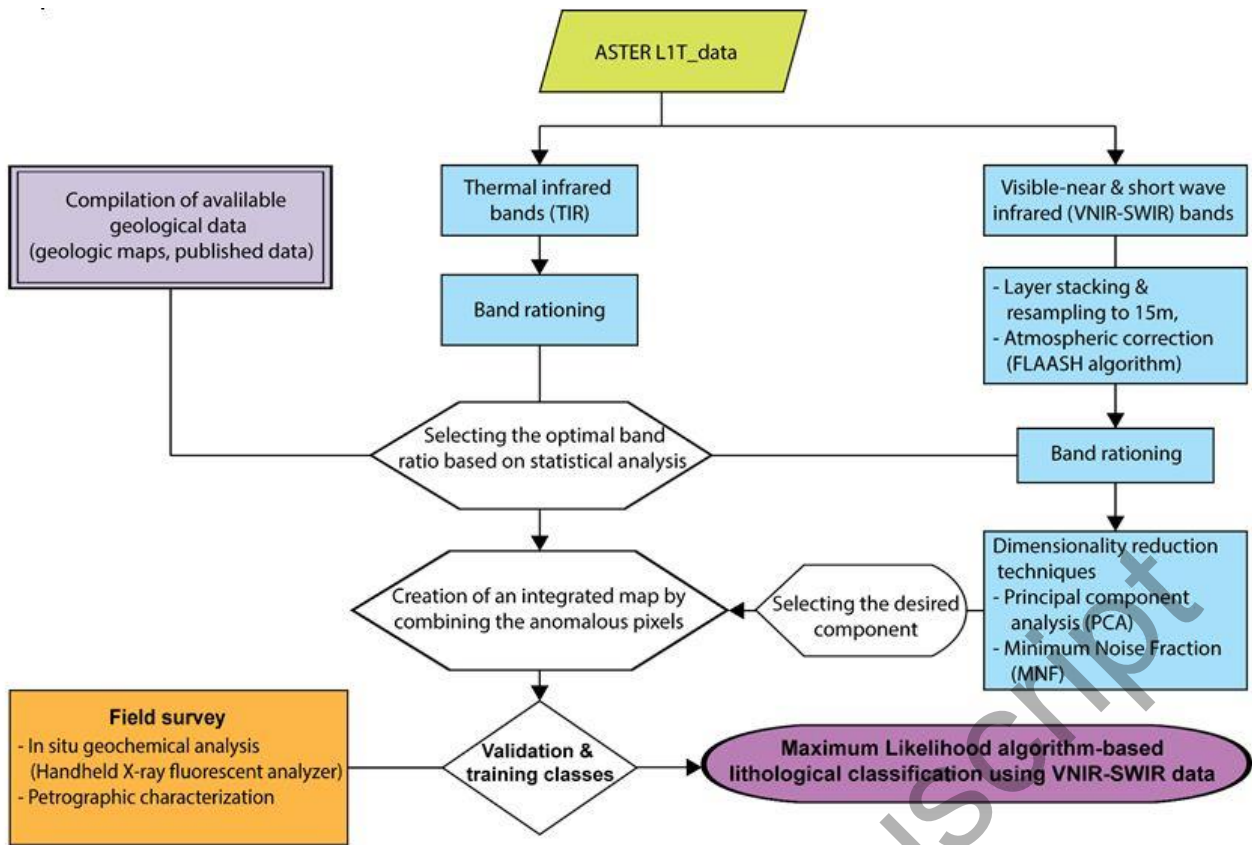 ASTER L1T_data
Compilation of avalilable
geological data
(geologic maps, published data)
Thermal infrared
bands (TIR)
Visible-near & short wave
infrared (VNIR-SWIR) bands
Band rationing
- Layer stacking &
resampling to 15m,
- Atmospheric correction
(FLAASH algorithm)
Selecting the optimal band
ratio based on statistical analysis
Band rationing
Creation of an integrated map by
combining the anomalous pixels
Selecting the desired
component
Dimensionality reduction
techniques
- Principal component
analysis (PCA)
- Minimum Noise Fraction
(MNF)
Field survey
- In situ geochemical analysis
(Handheld X-ray fluorescent analyzer)
- Petrographic characterization
Validation &
training classes
Maximum Likelihood algorithm-based
lithological classification using VNIR-SWIR data
script
uscript